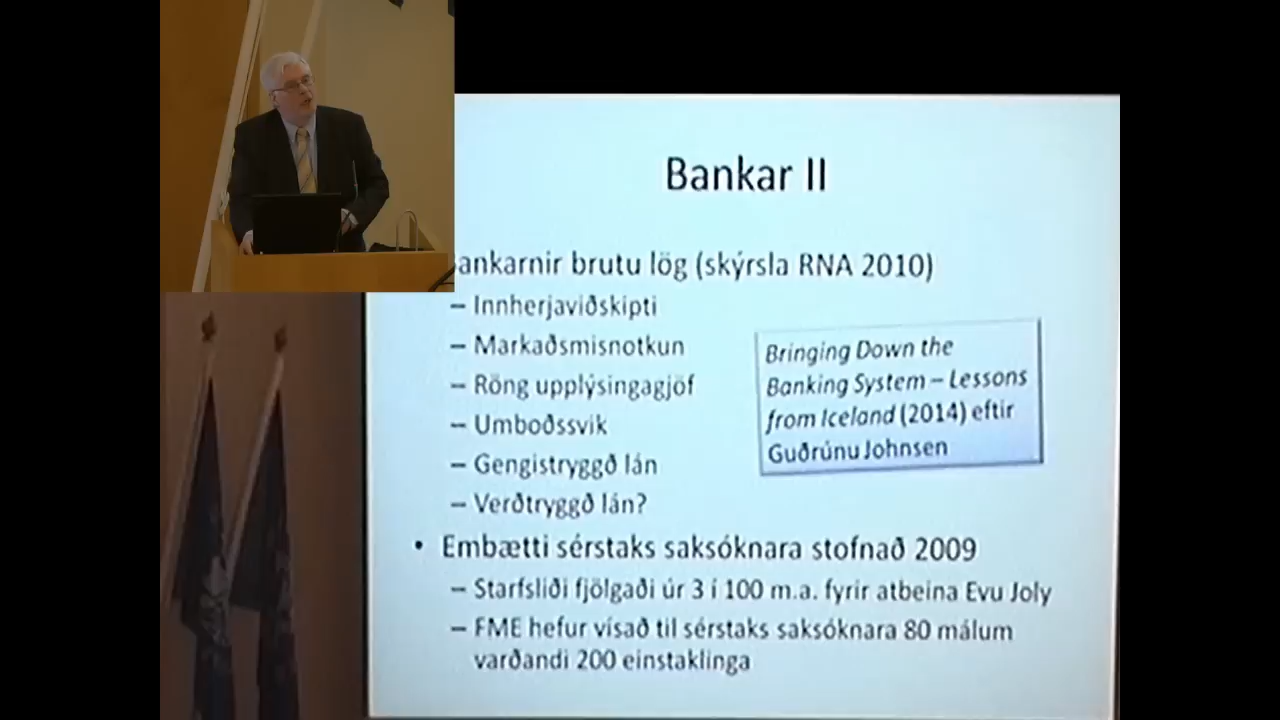 Bankar II
ankarnir brutu lög (skýrsla RNA 2010)
– Innherjaviðskipti
– Markaðsmisnotkun
– Röng upplýsingagjöf
– Umboðssvik
– Gengistryggð lán
– Verðtryggð lán?
Bringing Down the
Banking System – Lessons
from Iceland (2014) eftir
Guðrúnu Johnsen
• Embætti sérstaks saksóknara stofnað 2009
– Starfsliði fjölgaði úr 3 í 100 m.a. fyrir atbeina Evu Joly
– FME hefur vísað til sérstaks saksóknara 80 málum
varðandi 200 einstaklinga